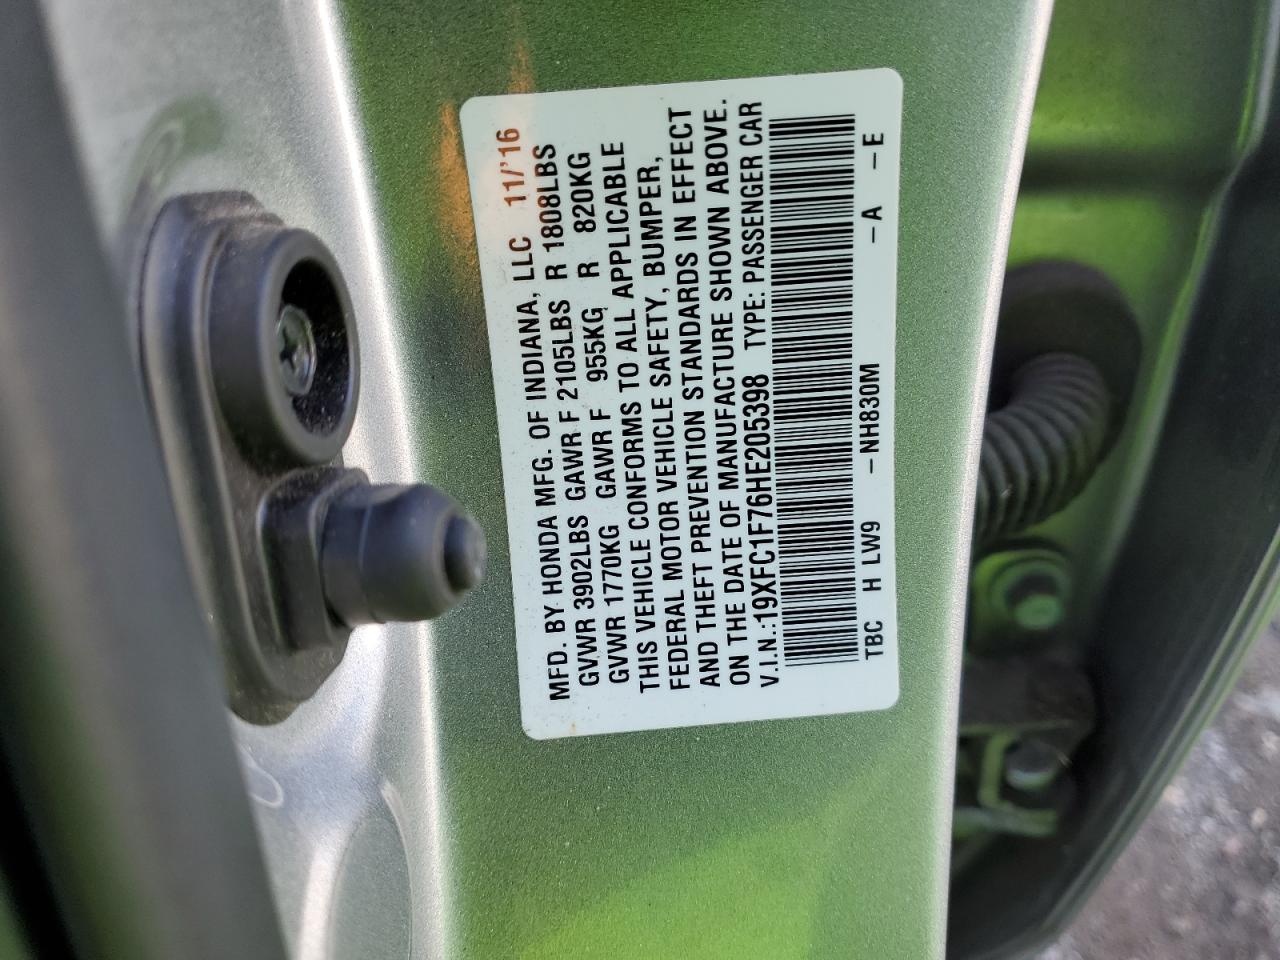 MFD. BY HONDA MFG. OF INDIANA, LLC 11/'16
GVWR 3902LBS GAWR F 2105LBS R 1808LBS
GVWR 1770KG GAWR F 955KG R 820KG
THIS VEHICLE CONFORMS TO ALL APPLICABLE
FEDERAL MOTOR VEHICLE SAFETY, BUMPER,
AND THEFT PREVENTION STANDARDS IN EFFECT
ON THE DATE OF MANUFACTURE SHOWN ABOVE.
V.I.N.:19XFC1F76HE205398 TYPE: PASSENGER CAR
TBC H LW9 -NH830M -A -E